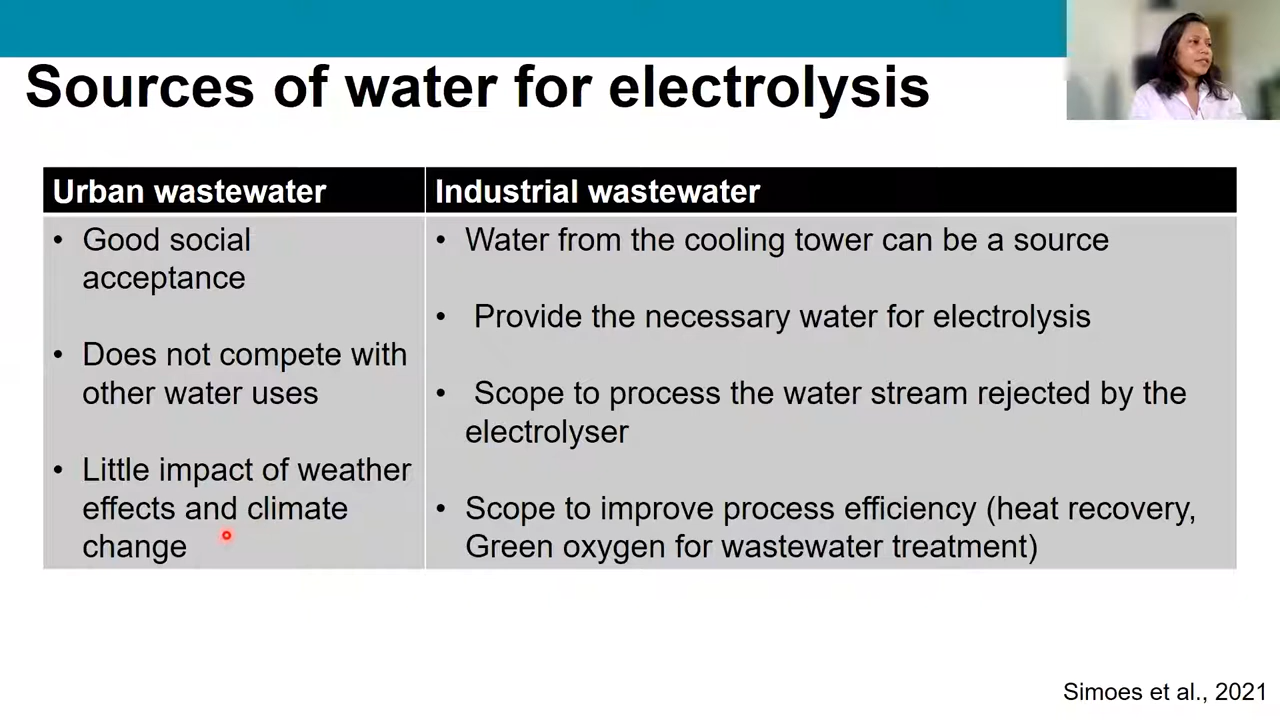 Sources of water for electrolysis
Urban wastewater
• Good social
acceptance
• Does not compete with
other water uses
• Little impact of weather
effects and climate
change
Industrial wastewater
• Water from the cooling tower can be a source
• Provide the necessary water for electrolysis
• Scope to process the water stream rejected by the
electrolyser
• Scope to improve process efficiency (heat recovery,
Green oxygen for wastewater treatment)
Simoes et al., 2021